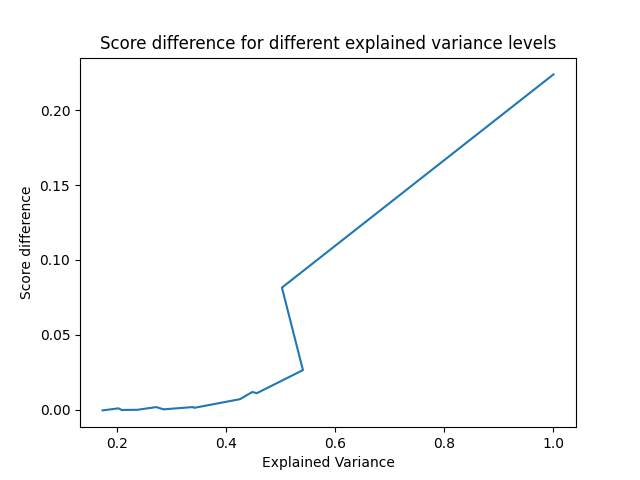 Score difference for different explained variance levels
0.20
0.15
0.10
0.05
0.00
Score difference
0.2 0.4 0.6 0.8 1.0
Explained Variance